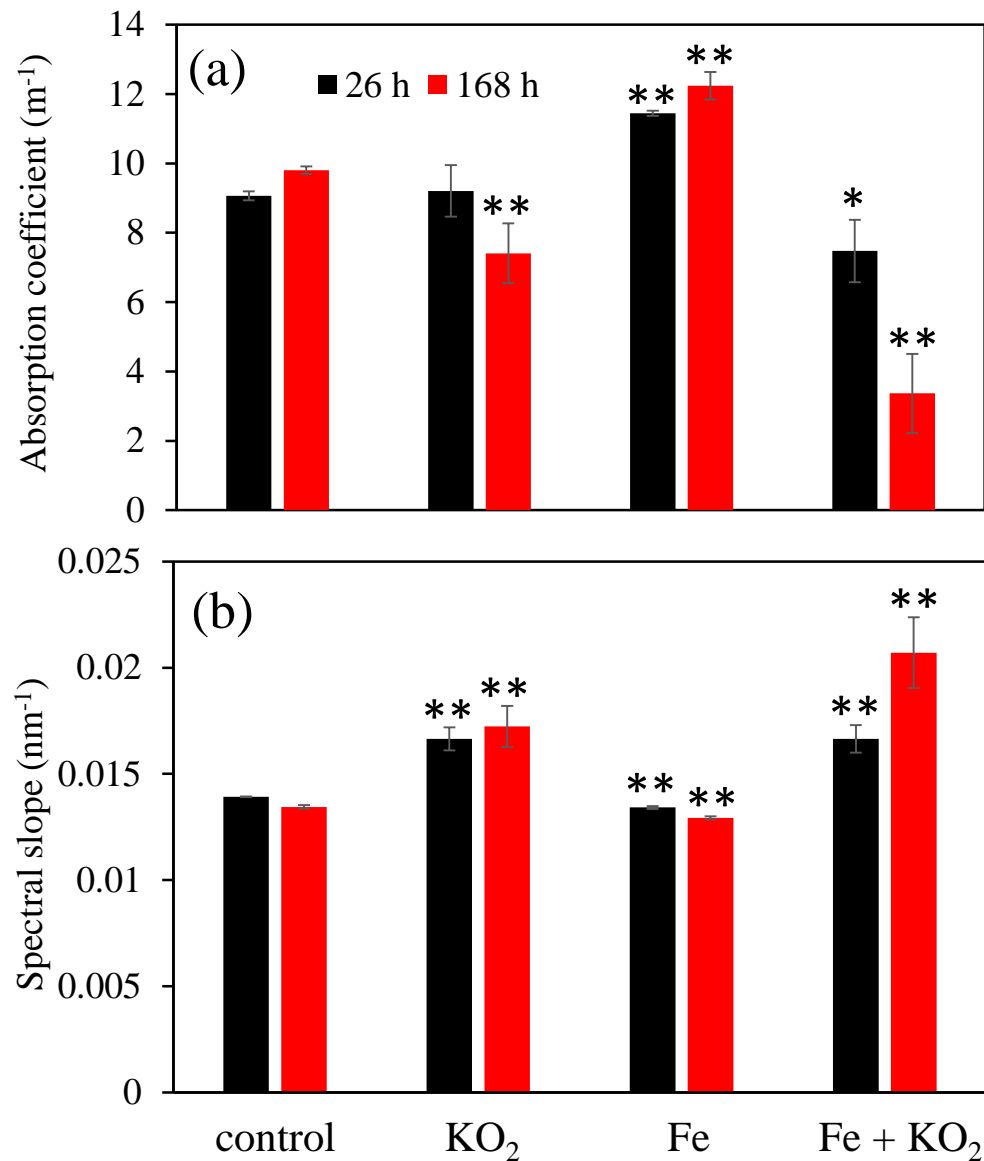 14
12
10
8
6
4
2
0
Absorption coefficient (m⁻¹)
(a)
26 h
168 h
**
**
**
*
**
0.025
0.02
0.015
0.01
0.005
0
Spectral slope (nm⁻¹)
(b)
**
**
**
**
**
**
control
KO₂
Fe
Fe + KO₂